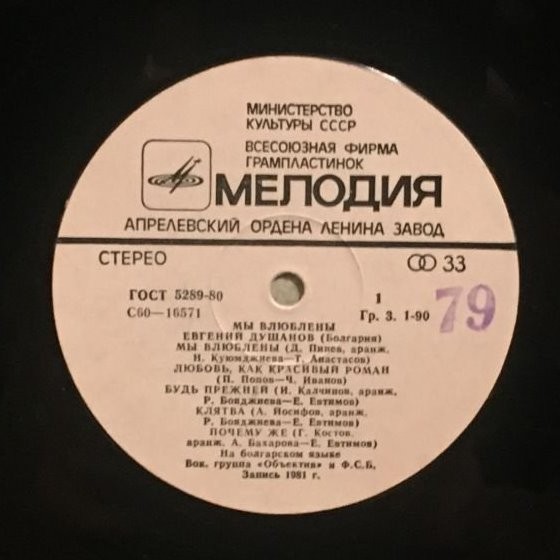 МИНИСТЕРСТВО
КУЛЬТУРЫ СССР
ВСЕСОЮЗНАЯ ФИРМА
ГРАМПЛАСТИНОК
МЕЛОДИЯ
АПРЕЛЕВСКИЙ ОРДЕНА ЛЕНИНА ЗАВОД
СТЕРЕО 33
ГОСТ 5289-80 1 79
С60—16571 Гр. 3. 1-90
МЫ ВЛЮБЛЕНЫ
ЕВГЕНИЙ ДУШАНОВ (Болгария)
МЫ ВЛЮБЛЕНЫ (Д. Пипев, аранж.
Н. Куюмджиева—Т. Анастасов)
ЛЮБОВЬ, КАК КРАСИВЫЙ РОМАН
(П. Попов—Ч. Иванов)
БУДЬ ПРЕЖНЕЙ (И. Калчинов, аранж.
Р. Бояджиева—Е. Евтимов)
КЛЯТВА (А. Йосифов, аранж.
Р. Бояджиева—Е. Евтимов)
ПОЧЕМУ ЖЕ (Г. Костов,
аранж. А. Бахарова—Е. Евтимов)
На болгарском языке
Вок. группа «Объектив» и Ф.С.Б.
Запись 1981 г.